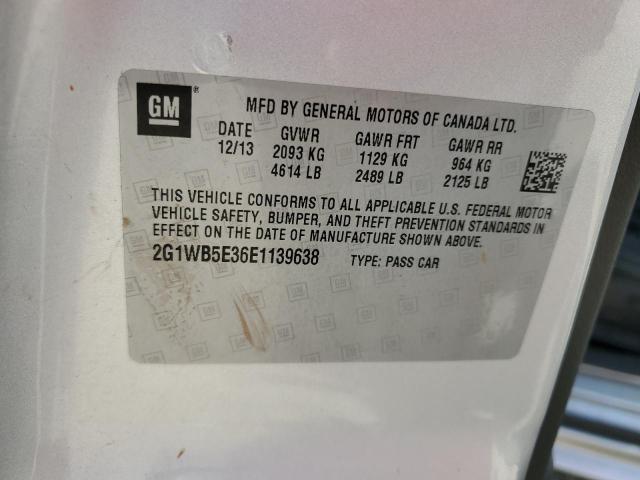 GM ®
MFD BY GENERAL MOTORS OF CANADA LTD.
DATE GVWR GAWR FRT GAWR RR
12/13 2093 KG 1129 KG 964 KG
4614 LB 2489 LB 2125 LB
THIS VEHICLE CONFORMS TO ALL APPLICABLE U.S. FEDERAL MOTOR
VEHICLE SAFETY, BUMPER, AND THEFT PREVENTION STANDARDS IN
EFFECT ON THE DATE OF MANUFACTURE SHOWN ABOVE.
2G1WB5E36E1139638 TYPE: PASS CAR